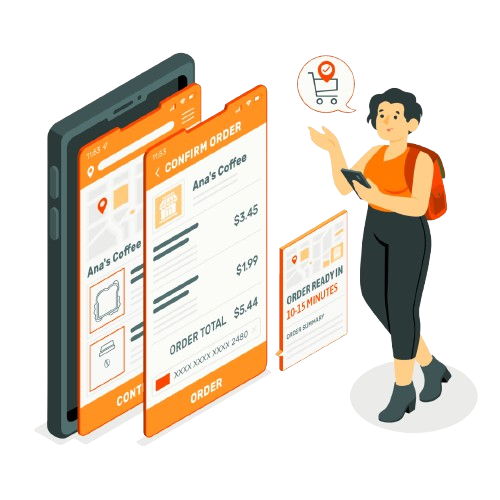 11:53
Ana's Coffee
CONT
11:53
CONFIRM ORDER
Ana's Coffee
$3.45
$1.99
ORDER TOTAL $5.44
XXXX XXXX XXXX 2480
ORDER
ORDER READY IN
10-15 MINUTES
ORDER SUMMARY